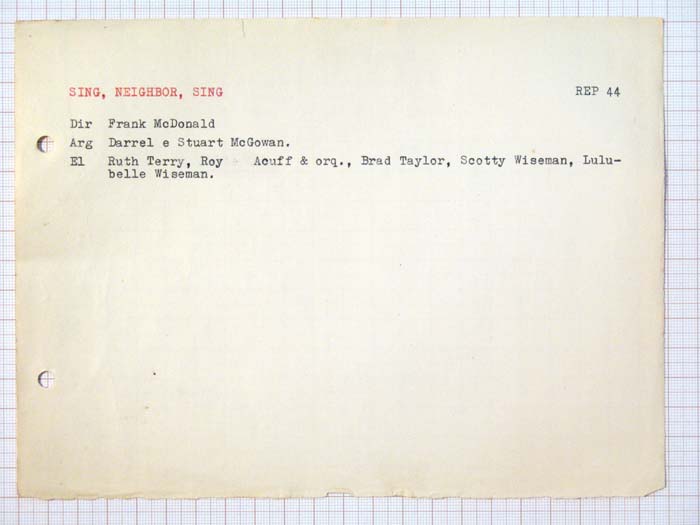 SING, NEIGHBOR, SING REP 44
Dir Frank McDonald
Arg Darrel e Stuart McGowan.
El Ruth Terry, Roy Acuff & orq., Brad Taylor, Scotty Wiseman, Lulu-
belle Wiseman.